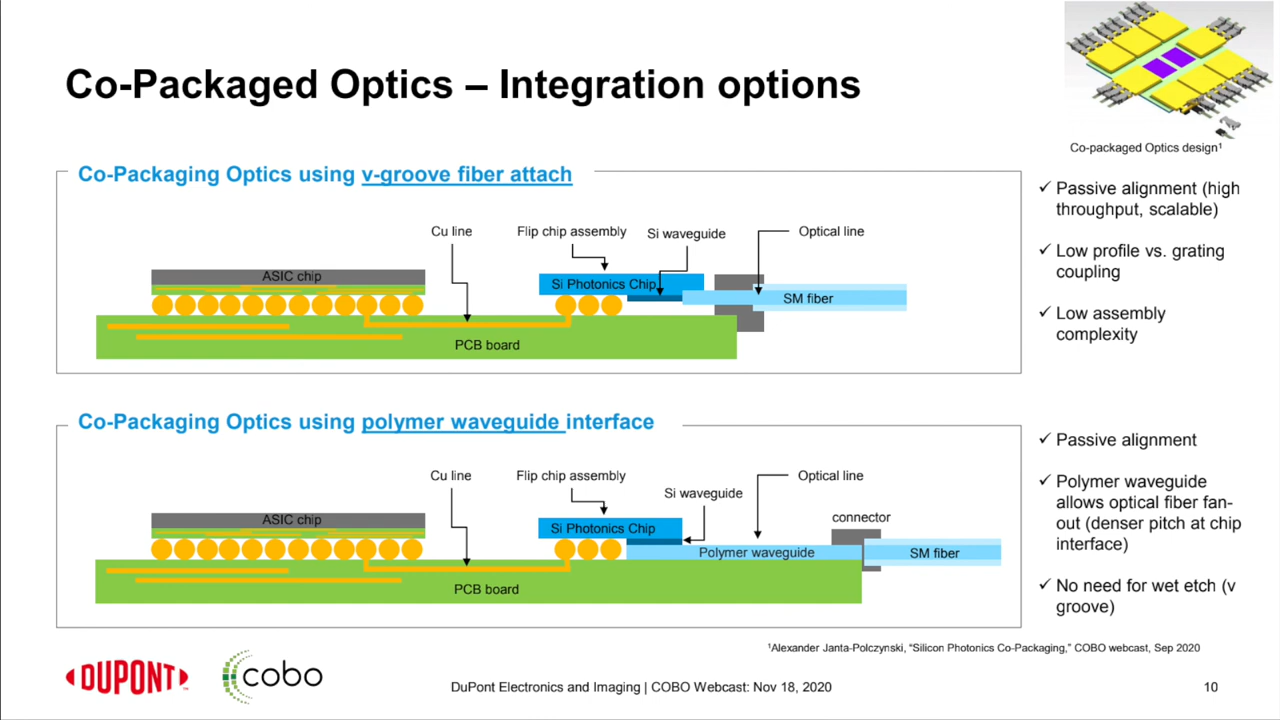 Co-Packaged Optics – Integration options
Co-packaged Optics design¹
Co-Packaging Optics using v-groove fiber attach
Cu line
Flip chip assembly
Si waveguide
Optical line
ASIC chip
Si Photonics Chip
SM fiber
PCB board
✓ Passive alignment (high
throughput, scalable)
✓ Low profile vs. grating
coupling
✓ Low assembly
complexity
Co-Packaging Optics using polymer waveguide interface
Cu line
Flip chip assembly
Si waveguide
Optical line
connector
ASIC chip
Si Photonics Chip
Polymer waveguide
SM fiber
PCB board
✓ Passive alignment
✓ Polymer waveguide
allows optical fiber fan-
out (denser pitch at chip
interface)
✓ No need for wet etch (v
groove)
¹Alexander Janta-Polczynski, “Silicon Photonics Co-Packaging,” COBO webcast, Sep 2020
DUPONT
cobo
DuPont Electronics and Imaging | COBO Webcast: Nov 18, 2020
10